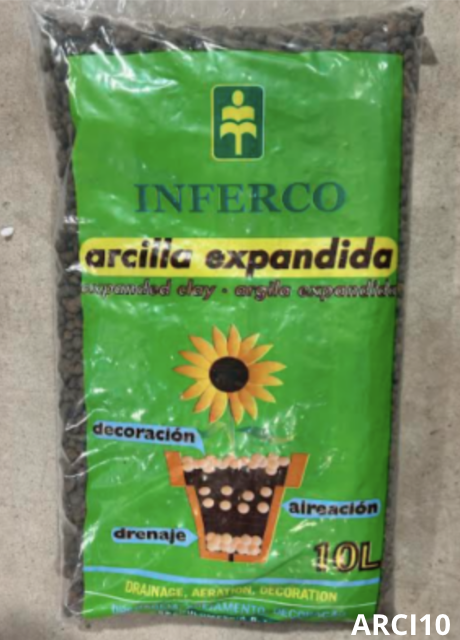 INFERCO
arcilla expandida
expanded clay - argila expandida
decoración
aireación
drenaje
10L
DRAINAGE, AERATION, DECORATION
ARCI10